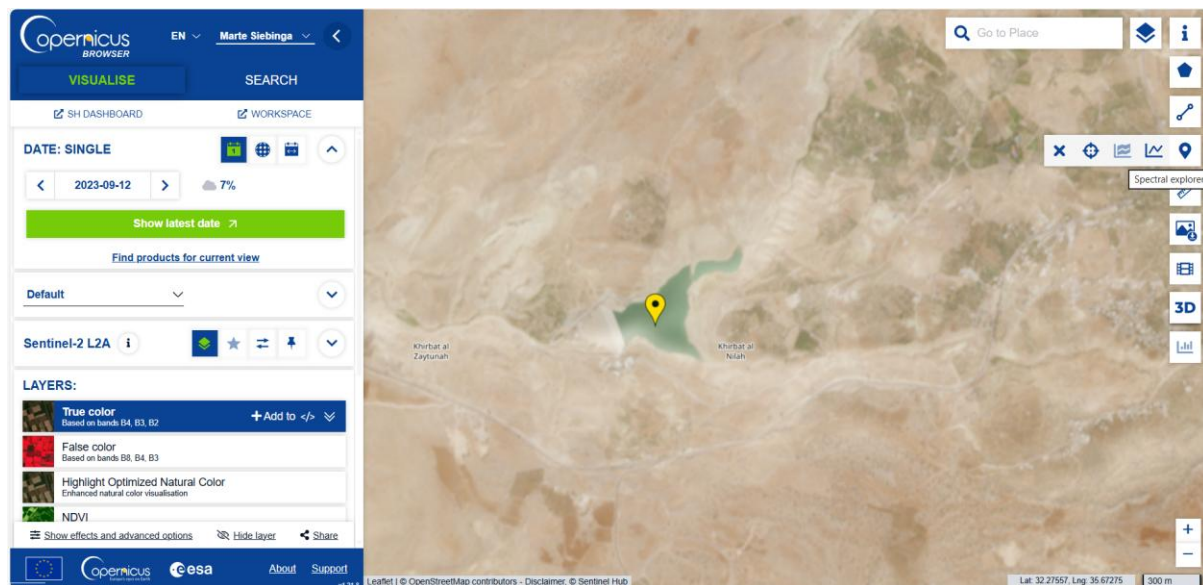 Copernicus
BROWSER
EN
Marte Siebinga
VISUALISE
SEARCH
SH DASHBOARD
WORKSPACE
DATE: SINGLE
1
2023-09-12
7%
Show latest date
Find products for current view
Default
Sentinel-2 L2A
i
LAYERS:
True color
Based on bands B4, B3, B2
+ Add to </>
False color
Based on bands B8, B4, B3
Highlight Optimized Natural Color
Enhanced natural color visualisation
NDVI
Show effects and advanced options
Hide layer
Share
Copernicus
esa
About
Support
Go to Place
i
Spectral explorer
3D
Khirbat al
Zaytunah
Khirbat al
Nilah
+
−
Leaflet | © OpenStreetMap contributors - Disclaimer, © Sentinel Hub
Lat: 32.27557, Lng: 35.67275
300 m